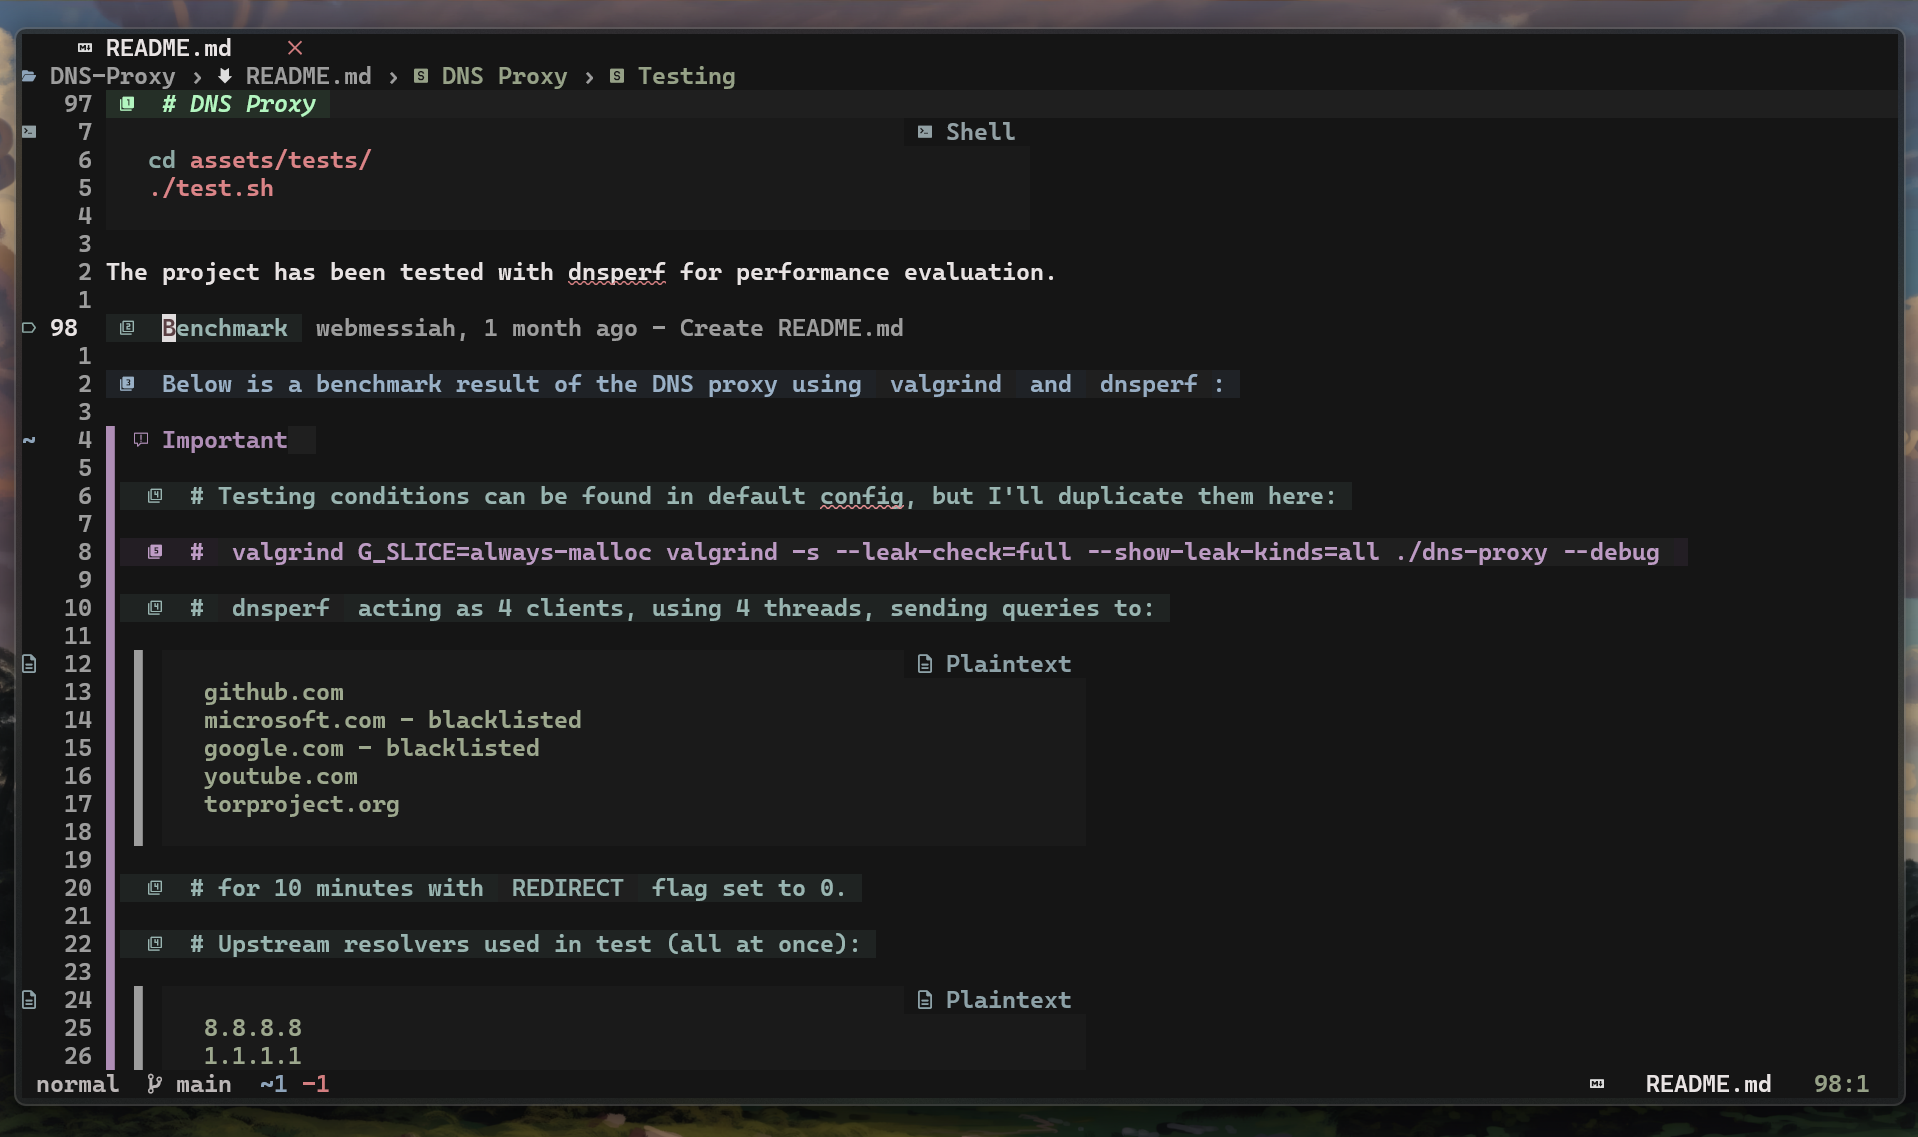 README.md
DNS-Proxy › README.md › S DNS Proxy › S Testing
97 1 # DNS Proxy
7 Shell
6 cd assets/tests/
5 ./test.sh
4
3
2 The project has been tested with dnsperf for performance evaluation.
1
98 2 Benchmark webmessiah, 1 month ago - Create README.md
1
2 3 Below is a benchmark result of the DNS proxy using valgrind and dnsperf :
3
~ 4 Important
5
6 4 # Testing conditions can be found in default config, but I'll duplicate them here:
7
8 5 # valgrind G_SLICE=always-malloc valgrind -s --leak-check=full --show-leak-kinds=all ./dns-proxy --debug
9
10 4 # dnsperf acting as 4 clients, using 4 threads, sending queries to:
11
12 Plaintext
13 github.com
14 microsoft.com - blacklisted
15 google.com - blacklisted
16 youtube.com
17 torproject.org
18
19
20 4 # for 10 minutes with REDIRECT flag set to 0.
21
22 4 # Upstream resolvers used in test (all at once):
23
24 Plaintext
25 8.8.8.8
26 1.1.1.1
normal main ~1 -1 README.md 98:1